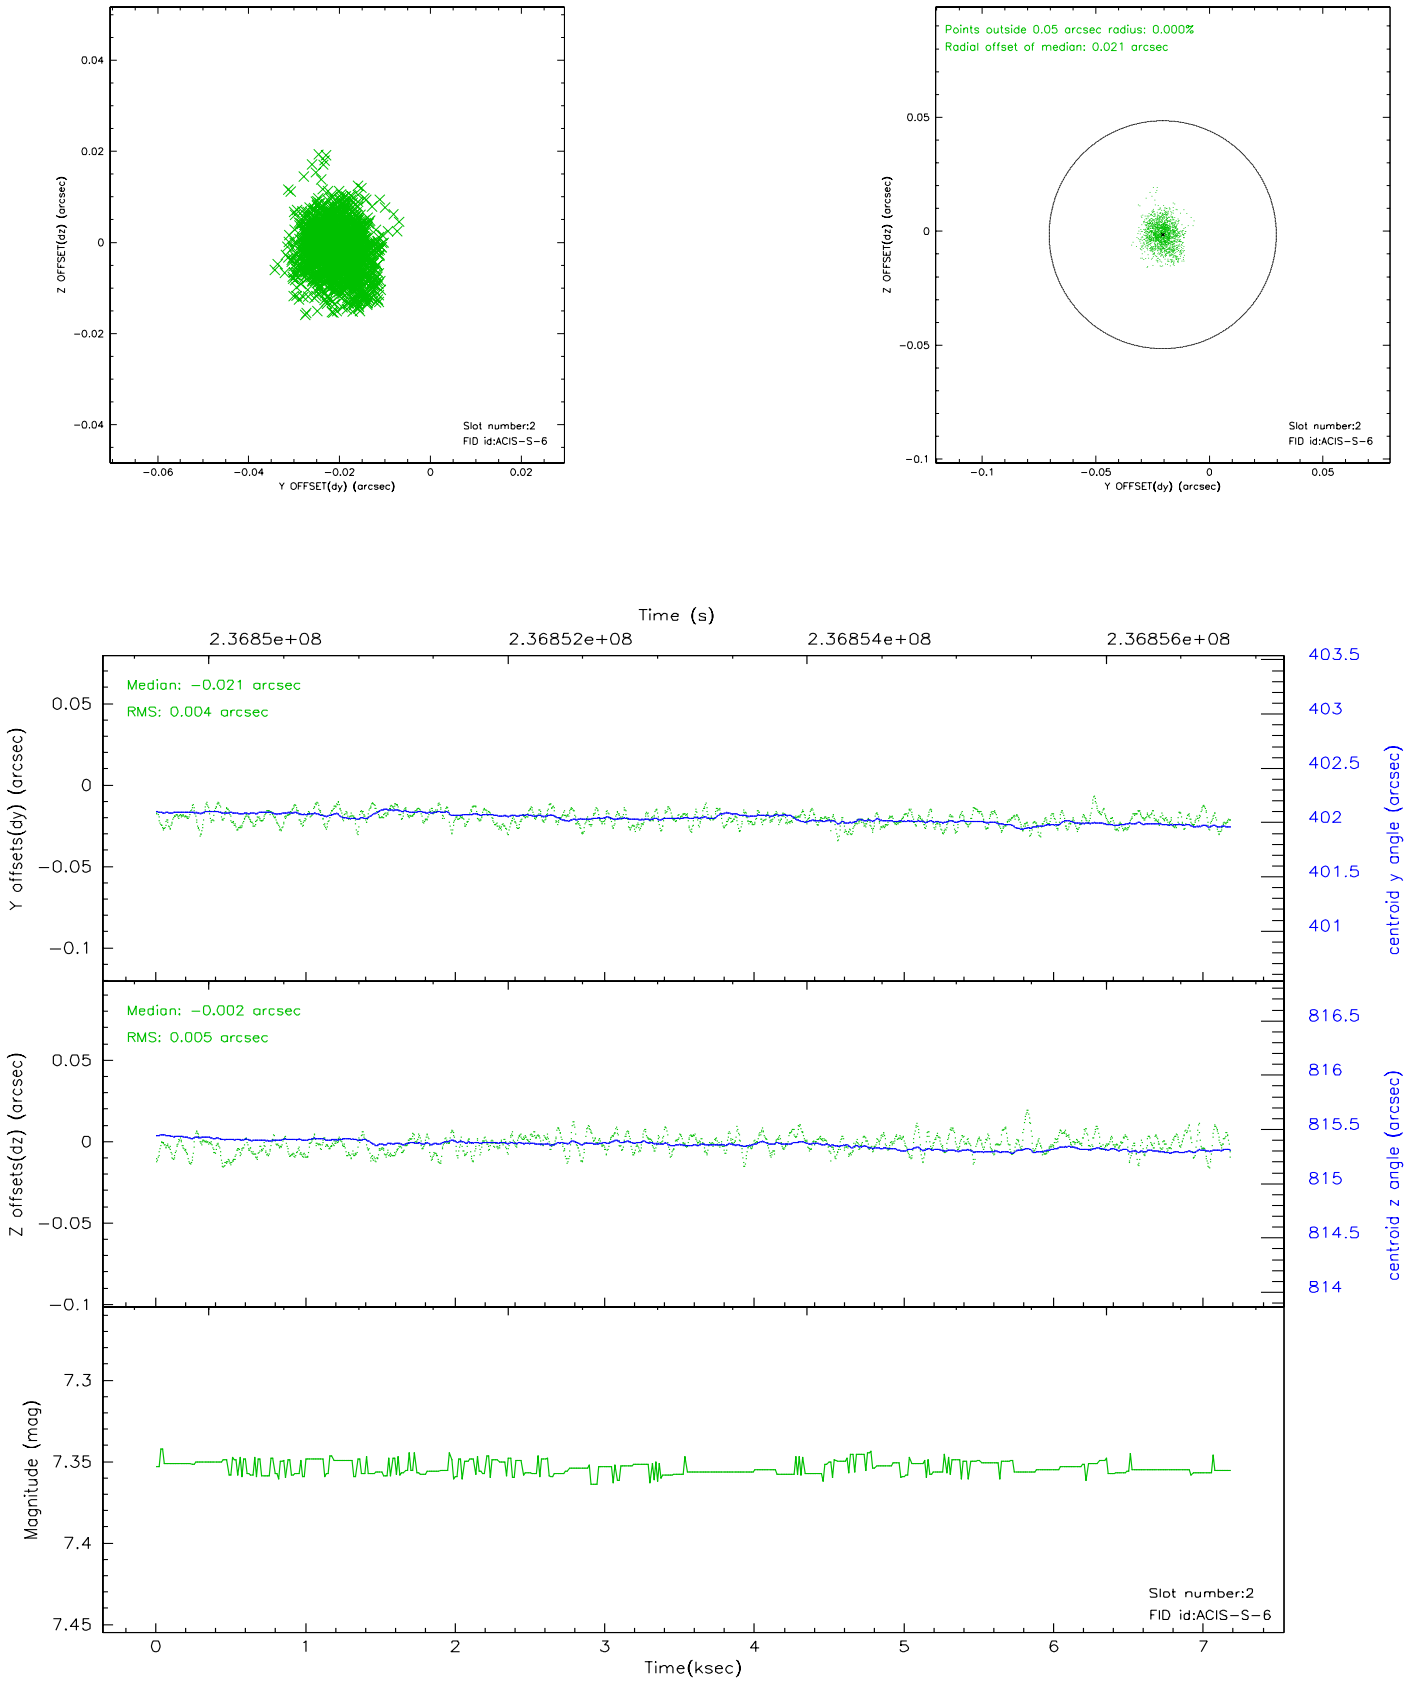 0.04
0.02
0
-0.02
-0.04
Z OFFSET(dz) (arcsec)
Slot number:2
FID id:ACIS-S-6
-0.06 -0.04 -0.02 0 0.02
Y OFFSET(dy) (arcsec)
Points outside 0.05 arcsec radius: 0.000%
Radial offset of median: 0.021 arcsec
0.05
0
-0.05
-0.1
Z OFFSET(dz) (arcsec)
Slot number:2
FID id:ACIS-S-6
-0.1 -0.05 0 0.05
Y OFFSET(dy) (arcsec)
Time (s)
2.3685e+08 2.36852e+08 2.36854e+08 2.36856e+08
Median: -0.021 arcsec
RMS: 0.004 arcsec
0.05
0
-0.05
-0.1
Y offsets(dy) (arcsec)
403.5
403
402.5
402
401.5
401
centroid y angle (arcsec)
Median: -0.002 arcsec
RMS: 0.005 arcsec
0.05
0
-0.05
-0.1
Z offsets(dz) (arcsec)
816.5
816
815.5
815
814.5
814
centroid z angle (arcsec)
7.3
7.35
7.4
7.45
Magnitude (mag)
Slot number:2
FID id:ACIS-S-6
0 1 2 3 4 5 6 7
Time(ksec)